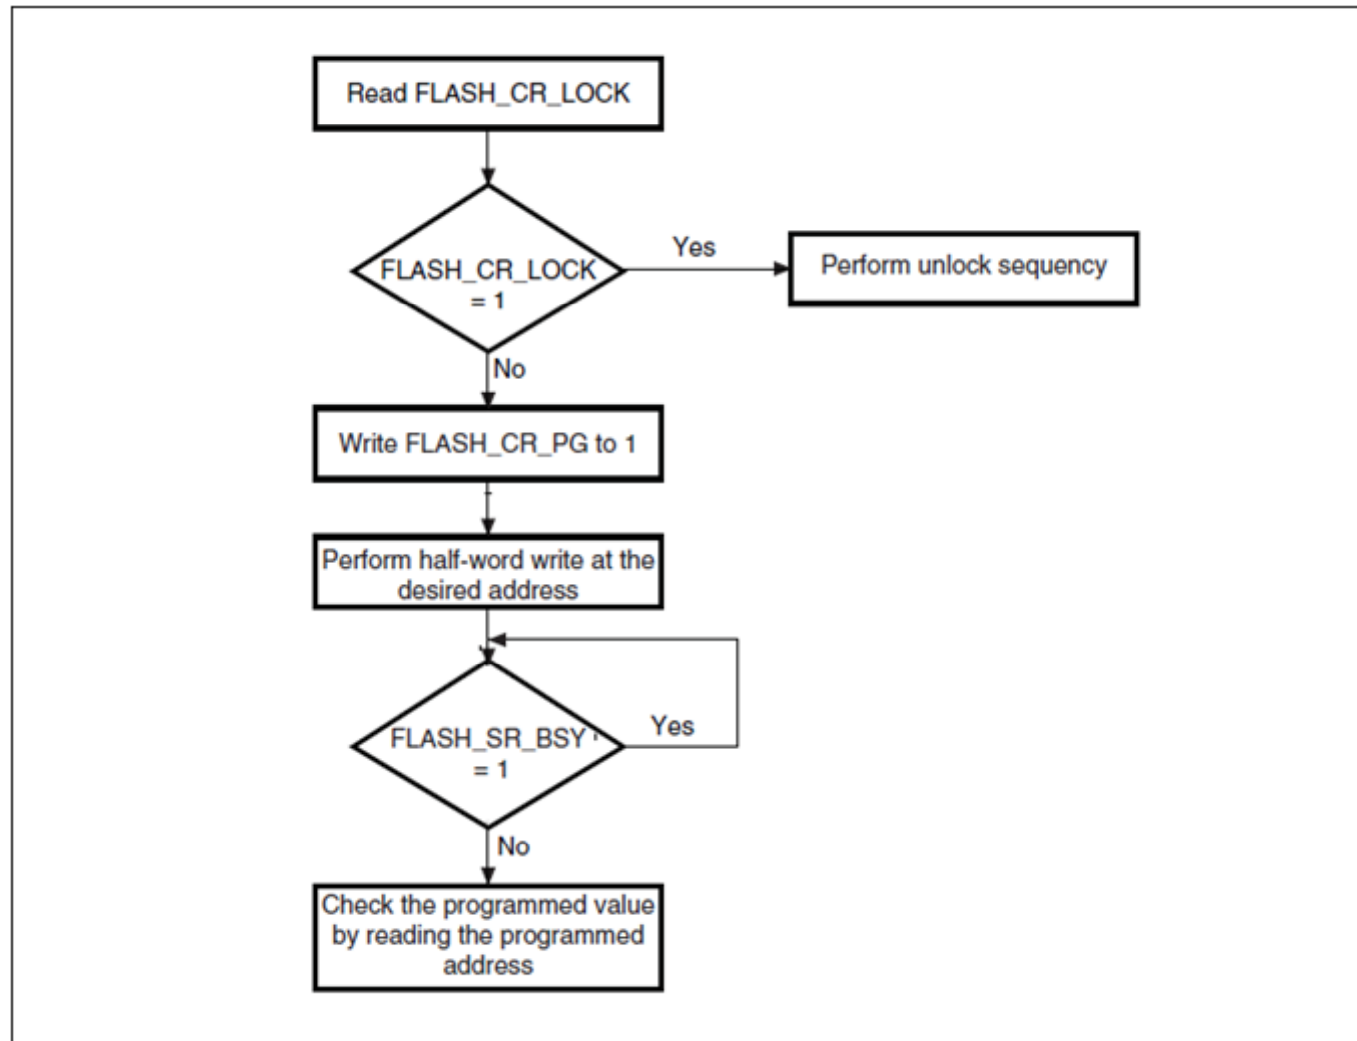 Read FLASH_CR_LOCK
FLASH_CR_LOCK
= 1
Yes
Perform unlock sequency
No
Write FLASH_CR_PG to 1
Perform half-word write at the
desired address
FLASH_SR_BSY
= 1
Yes
No
Check the programmed value
by reading the programmed
address